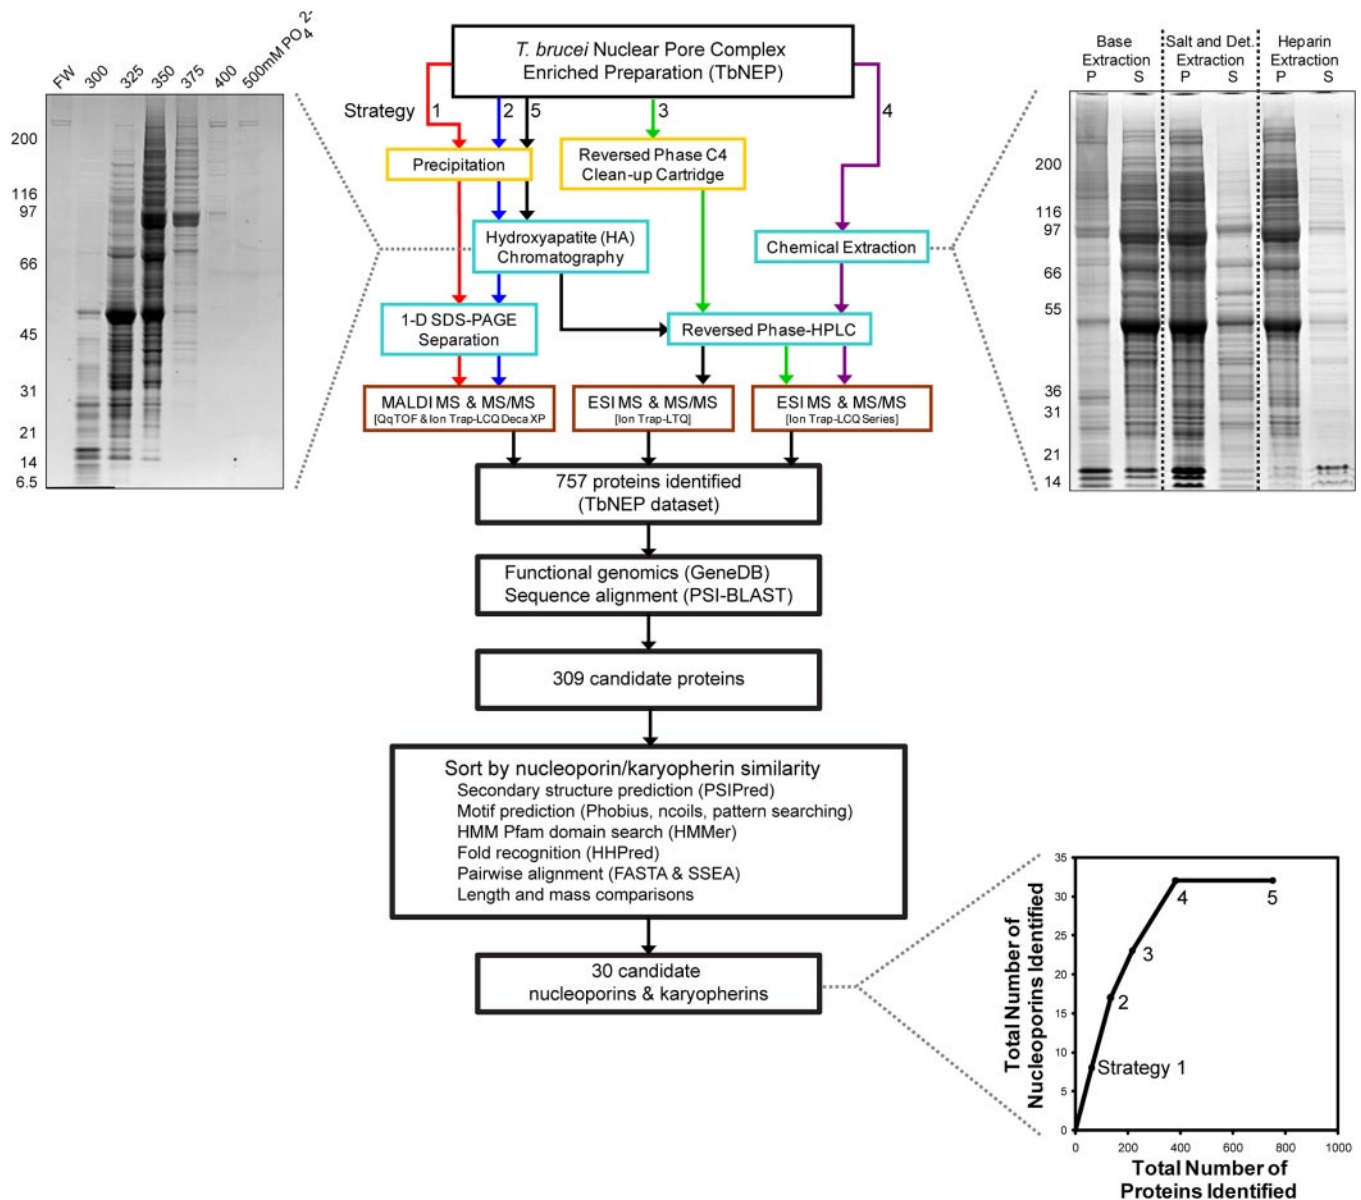 FW 300 325 350 375 400 500mM PO₄²⁻
200
116
97
66
45
31
21
14
6.5
T. brucei Nuclear Pore Complex
Enriched Preparation (TbNEP)
Strategy 1 2 5 3 4
Precipitation
Reversed Phase C4
Clean-up Cartridge
Hydroxyapatite (HA)
Chromatography
Chemical Extraction
1-D SDS-PAGE
Separation
Reversed Phase-HPLC
MALDI MS & MS/MS
[QqTOF & Ion Trap-LCQ Deca XP]
ESI MS & MS/MS
[Ion Trap-LTQ]
ESI MS & MS/MS
[Ion Trap-LCQ Series]
Base
Extraction
P S
Salt and Det.
Extraction
P S
Heparin
Extraction
P S
200
116
97
66
55
36
31
21
14
757 proteins identified
(TbNEP dataset)
Functional genomics (GeneDB)
Sequence alignment (PSI-BLAST)
309 candidate proteins
Sort by nucleoporin/karyopherin similarity
Secondary structure prediction (PSIPred)
Motif prediction (Phobius, ncoils, pattern searching)
HMM Pfam domain search (HMMer)
Fold recognition (HHPred)
Pairwise alignment (FASTA & SSEA)
Length and mass comparisons
30 candidate
nucleoporins & karyopherins
Total Number of
Nucleoporins Identified
35
30
25
20
15
10
5
0
4 5
3
2
Strategy 1
0 200 400 600 800 1000
Total Number of
Proteins Identified